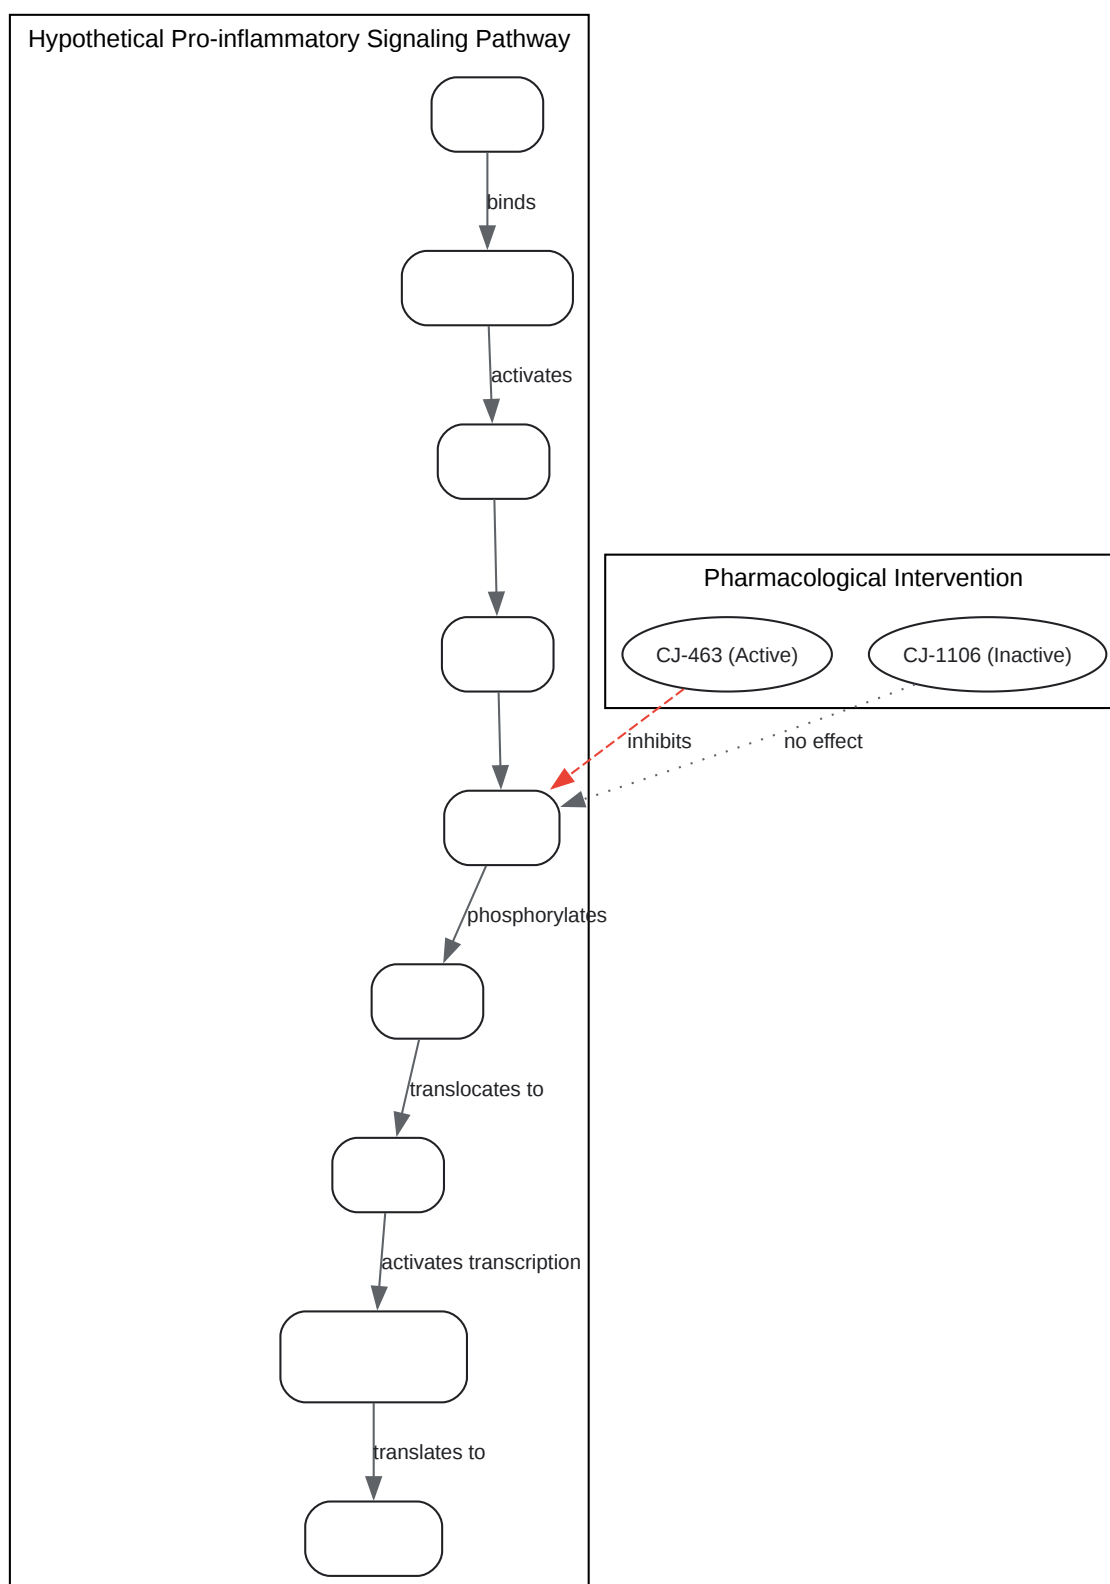 Hypothetical Pro-inflammatory Signaling Pathway
binds
activates
Pharmacological Intervention
CJ-463 (Active)
CJ-1106 (Inactive)
inhibits
no effect
phosphorylates
translocates to
activates transcription
translates to